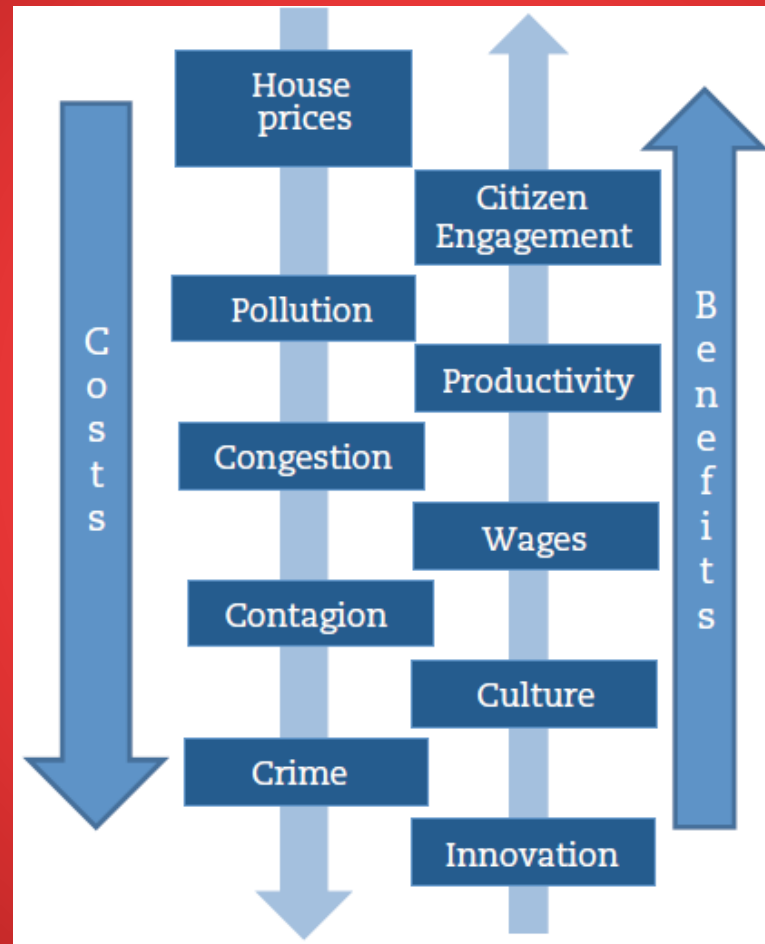 Costs
House
prices
Pollution
Congestion
Contagion
Crime
Citizen
Engagement
Productivity
Wages
Culture
Innovation
Benefits